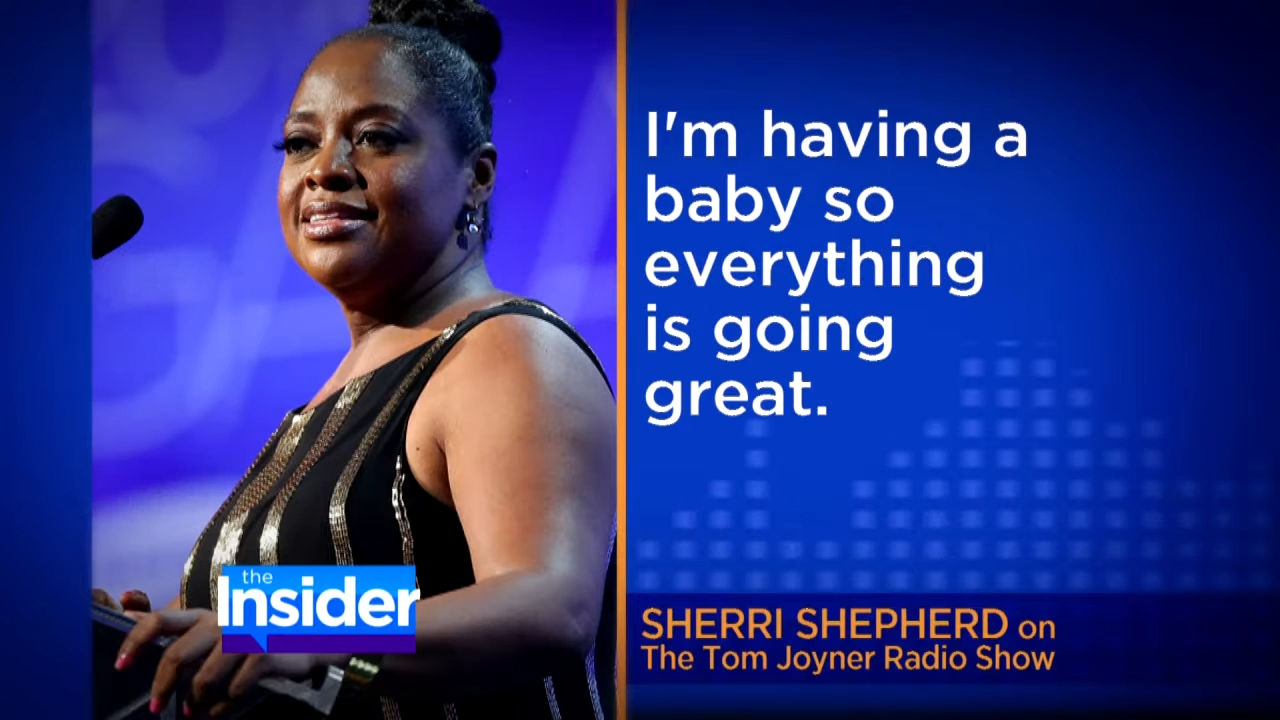 I'm having a
baby so
everything
is going
great.
the
Insider
SHERRI SHEPHERD on
The Tom Joyner Radio Show